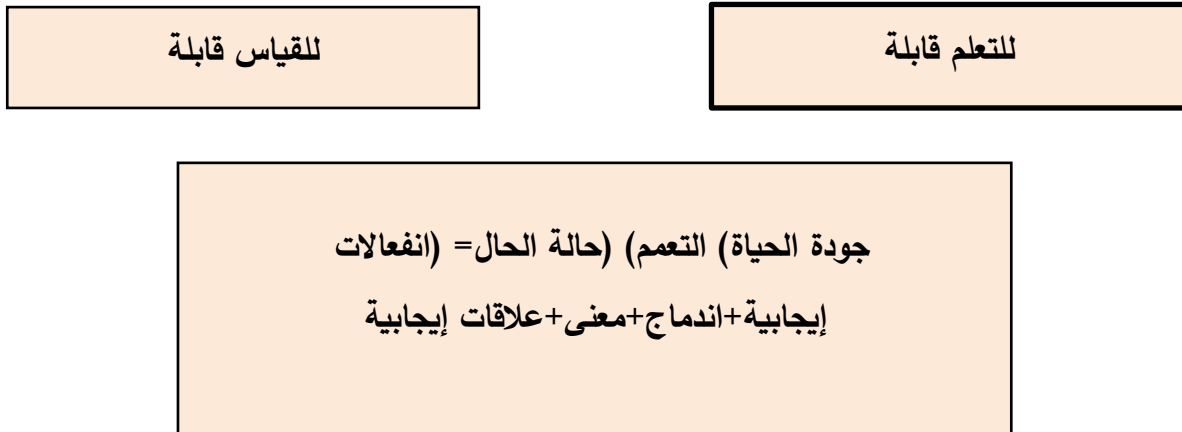 للتعلم قابلة
للقياس قابلة
جودة الحياة) التعمم) (حالة الحال= (انفعالات
إيجابية+اندماج+معنى+علاقات إيجابية